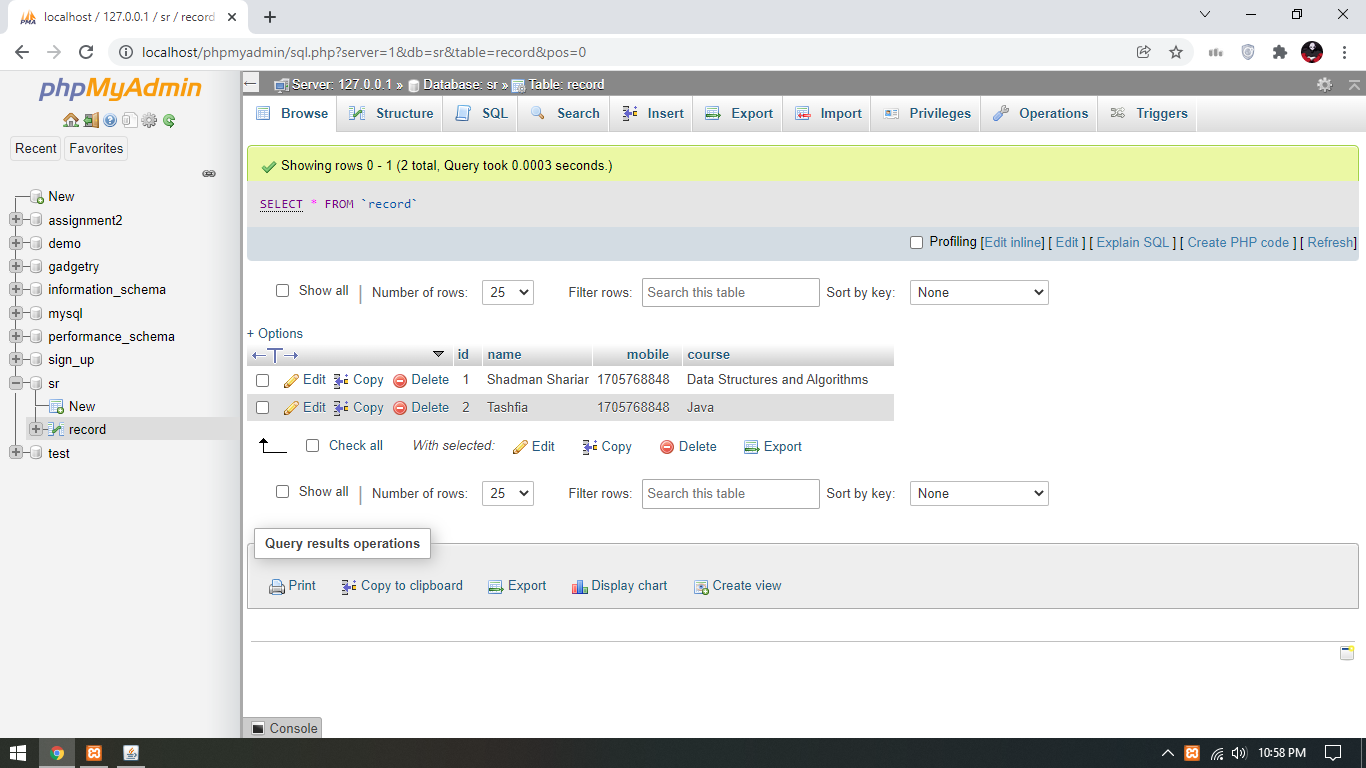 localhost / 127.0.0.1 / sr / record
localhost/phpmyadmin/sql.php?server=1&db=sr&table=record&pos=0
phpMyAdmin
Recent Favorites
New
assignment2
demo
gadgetry
information_schema
mysql
performance_schema
sign_up
sr
New
record
test
Server: 127.0.0.1 » Database: sr » Table: record
Browse Structure SQL Search Insert Export Import Privileges Operations Triggers
Showing rows 0 - 1 (2 total, Query took 0.0003 seconds.)
SELECT * FROM `record`
Profiling [Edit inline] [ Edit ] [ Explain SQL ] [ Create PHP code ] [ Refresh]
Show all | Number of rows: 25 Filter rows: Search this table Sort by key: None
+ Options
←T→ id name mobile course
Edit Copy Delete 1 Shadman Shariar 1705768848 Data Structures and Algorithms
Edit Copy Delete 2 Tashfia 1705768848 Java
Check all With selected: Edit Copy Delete Export
Show all | Number of rows: 25 Filter rows: Search this table Sort by key: None
Query results operations
Print Copy to clipboard Export Display chart Create view
Console
10:58 PM